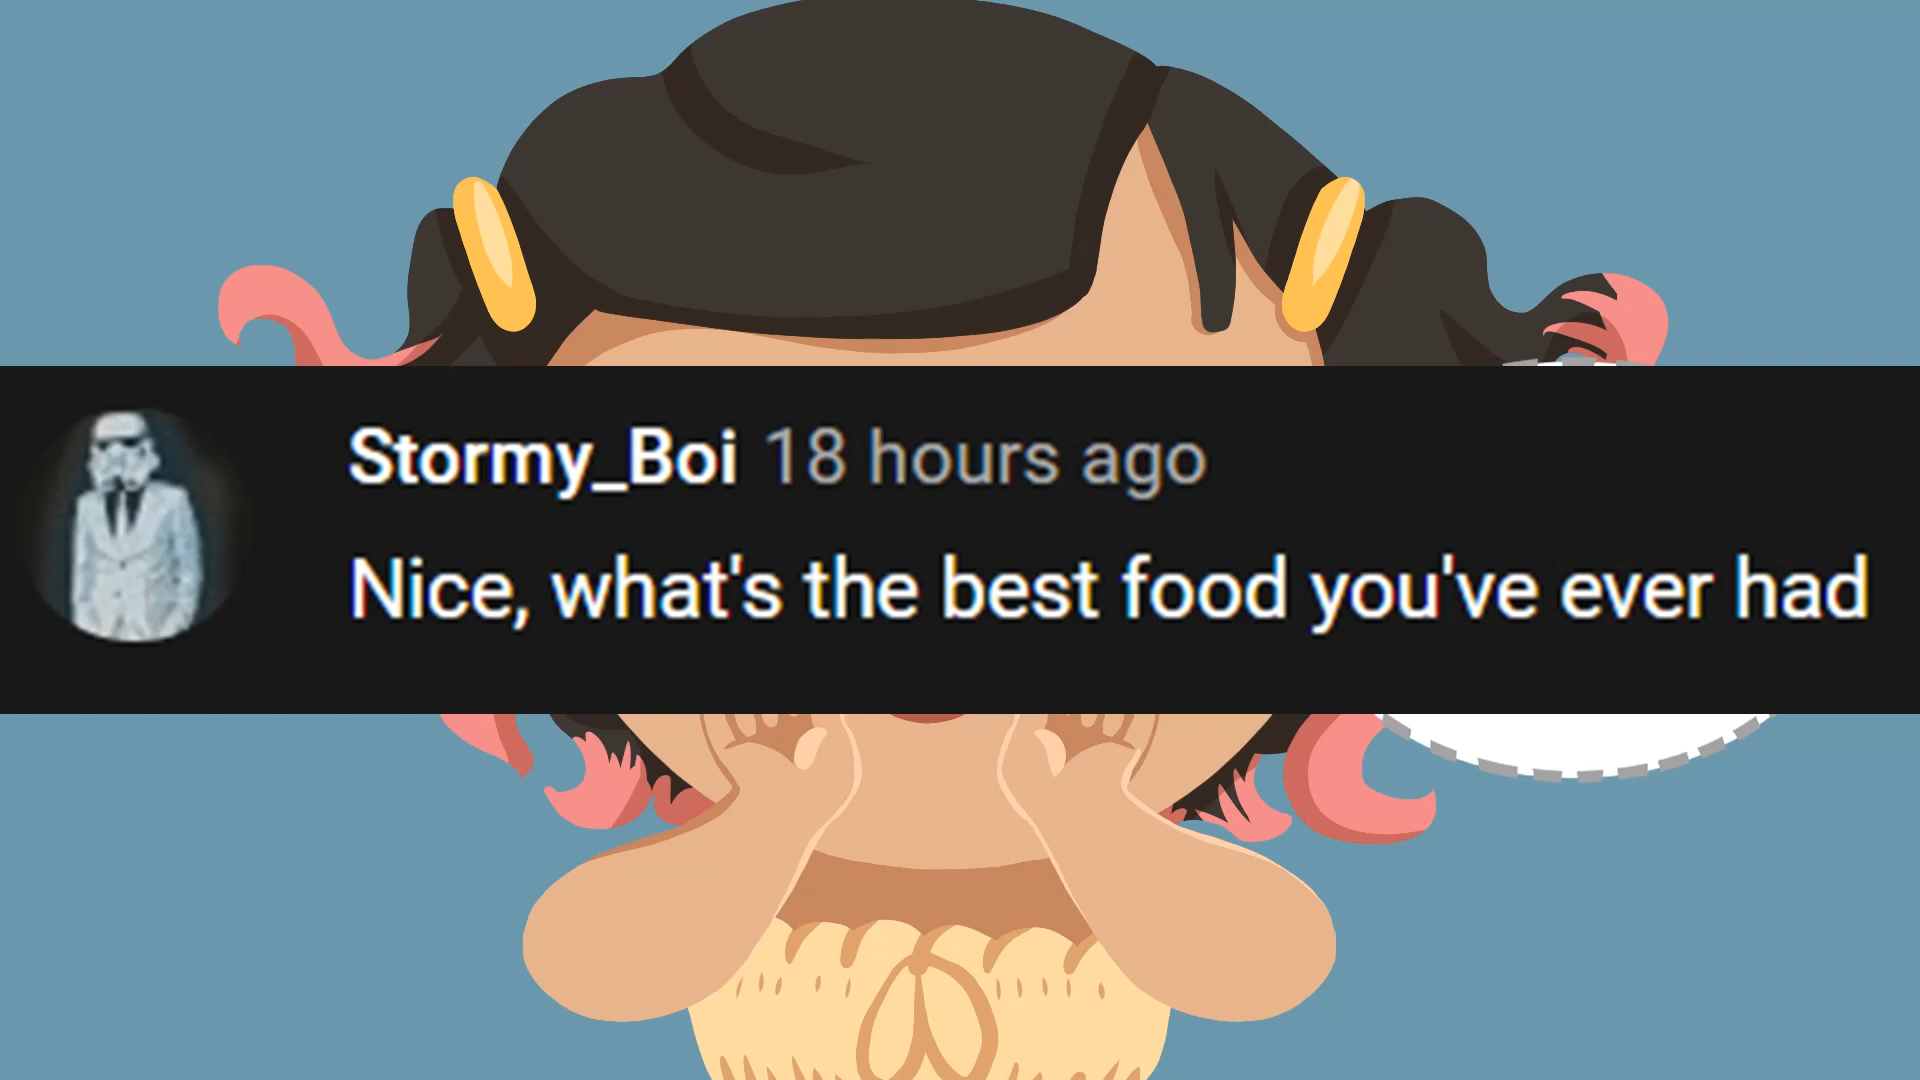 Stormy_Boi 18 hours ago
Nice, what's the best food you've ever had